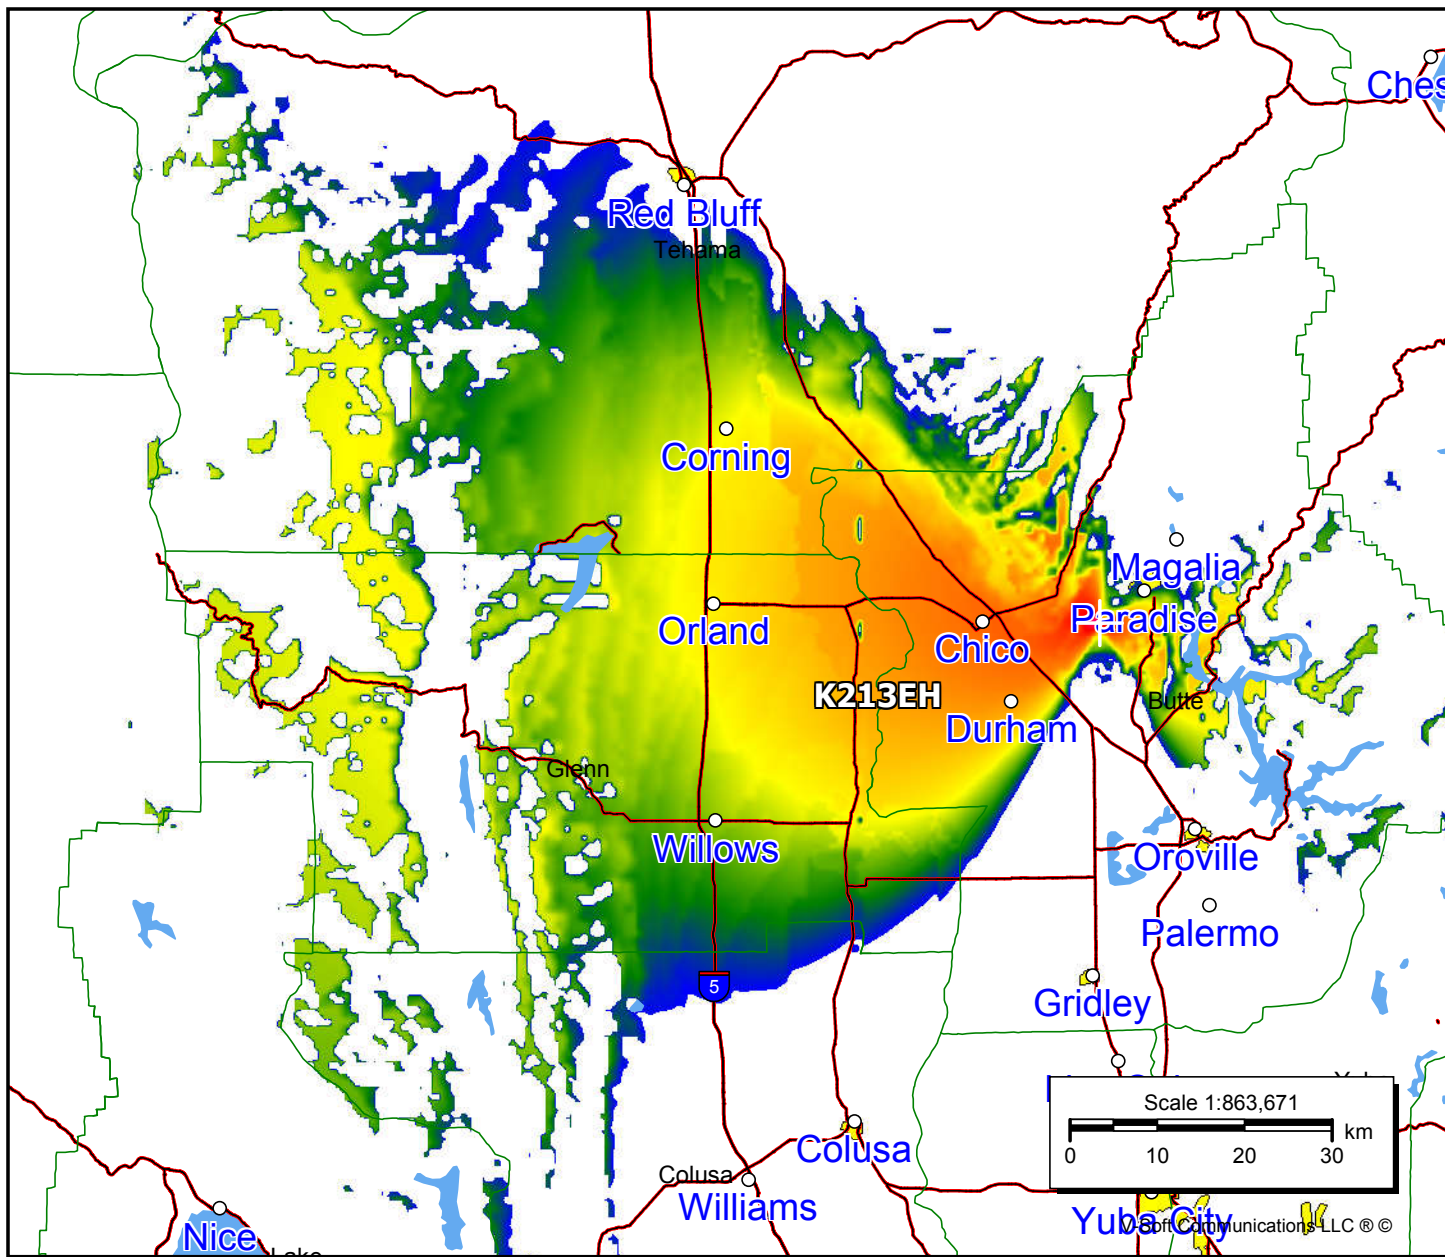 Ches
Red Bluff
Tehama
Corning
Magalia
Orland
Paradise
Chico
K213EH
Butte
Durham
Glenn
Willows
Oroville
Palermo
5
Gridley
Scale 1:863,671
km
0 10 20 30
Colusa
Colusa
Williams
Yuba City
V-Soft Communications LLC ® ©
Nice
Lake